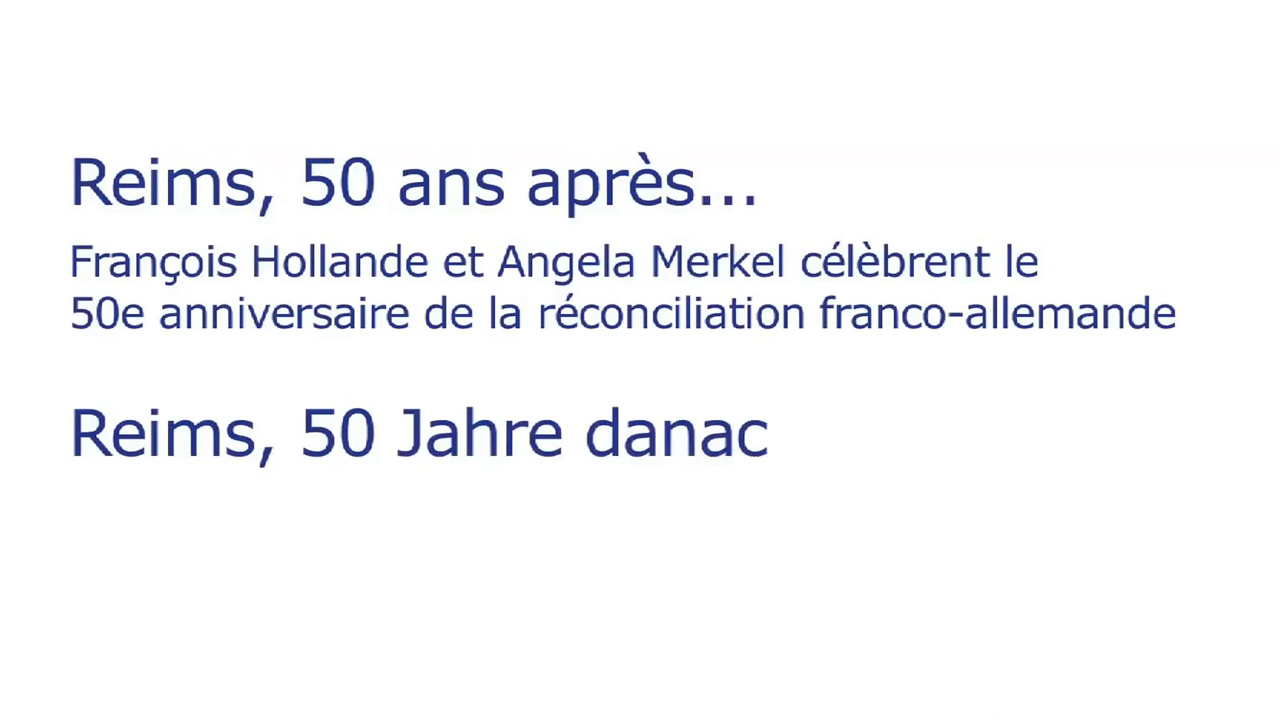 Reims, 50 ans après...
François Hollande et Angela Merkel célèbrent le
50e anniversaire de la réconciliation franco-allemande
Reims, 50 Jahre danac